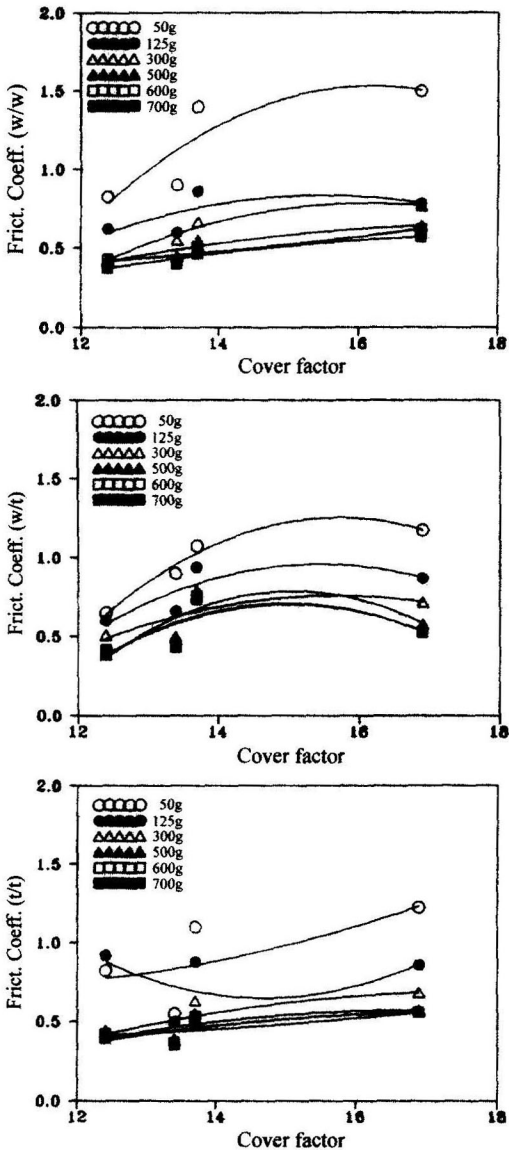 2.0
1.5
1.0
0.5
0.0
Frict. Coeff. (w/w)
50g
125g
300g
500g
600g
700g
12
14
16
18
Cover factor
2.0
1.5
1.0
0.5
0.0
Frict. Coeff. (w/t)
50g
125g
300g
500g
600g
700g
12
14
16
18
Cover factor
2.0
1.5
1.0
0.5
0.0
Frict. Coeff. (t/t)
50g
125g
300g
500g
600g
700g
12
14
16
18
Cover factor